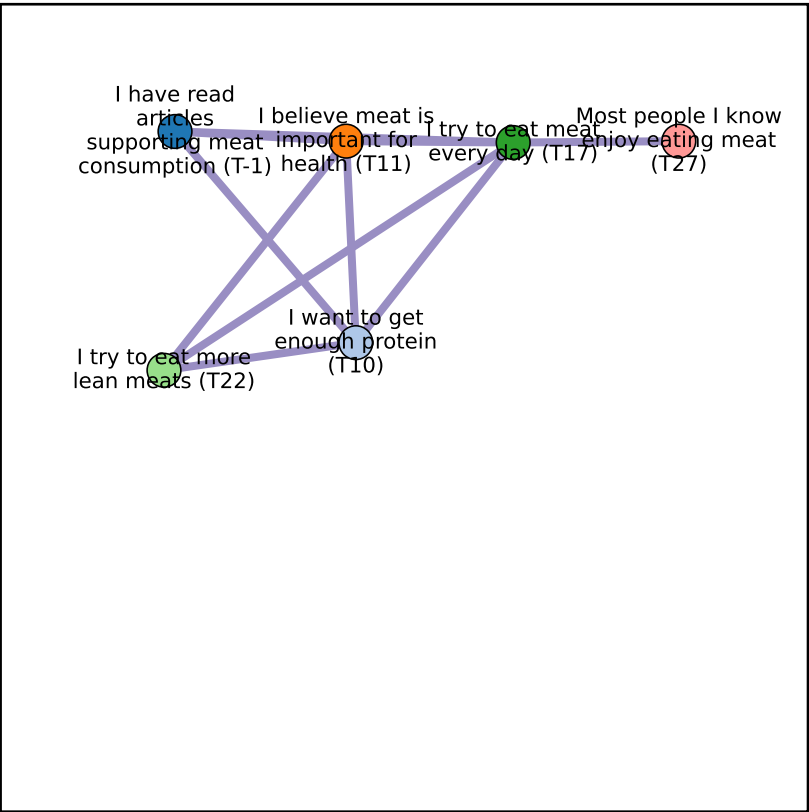 I have read
articles
supporting meat
consumption (T-1)
I believe meat is
important for
health (T11)
I try to eat meat
every day (T17)
Most people I know
enjoy eating meat
(T27)
I want to get
enough protein
(T10)
I try to eat more
lean meats (T22)